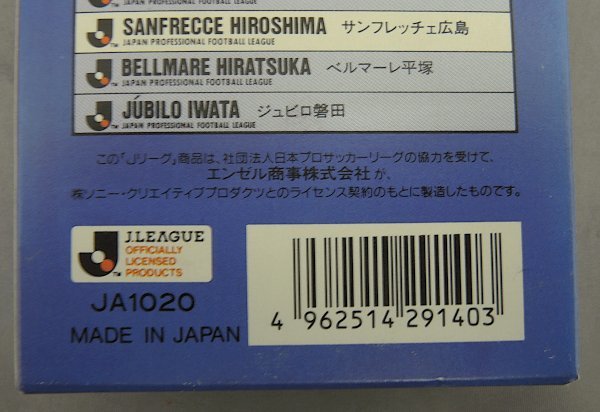 SANFRECCE HIROSHIMA サンフレッチェ広島
JAPAN PROFESSIONAL FOOTBALL LEAGUE
BELLMARE HIRATSUKA ベルマーレ平塚
JAPAN PROFESSIONAL FOOTBALL LEAGUE
JÚBILO IWATA ジュビロ磐田
JAPAN PROFESSIONAL FOOTBALL LEAGUE
この「Jリーグ」商品は、社団法人日本プロサッカーリーグの協力を受けて、
エンゼル商事株式会社が、
㈱ソニー・クリエイティブプロダクツとのライセンス契約のもとに製造したものです。
J.LEAGUE
OFFICIALLY
LICENSED
PRODUCTS
TM
JA1020
MADE IN JAPAN
4 962514 291403